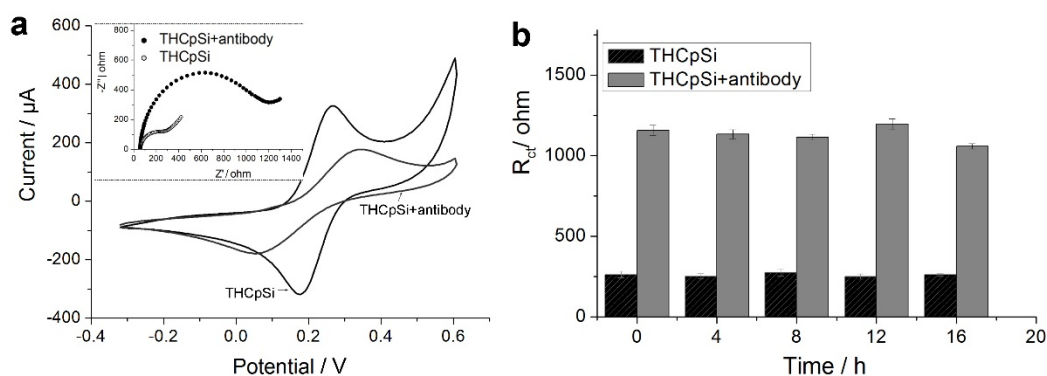 a
600
400
200
0
-200
-400
-0.4
-0.2
0.0
0.2
0.4
0.6
Current / µA
Potential / V
THCpSi+antibody
THCpSi
800
600
400
200
0
0 200 400 600 800 1000 1200 1400
-Z''| ohm
Z'/ ohm
THCpSi+antibody
THCpSi
b
THCpSi
THCpSi+antibody
1500
1000
500
0
0
4
8
12
16
20
Rct/ ohm
Time / h